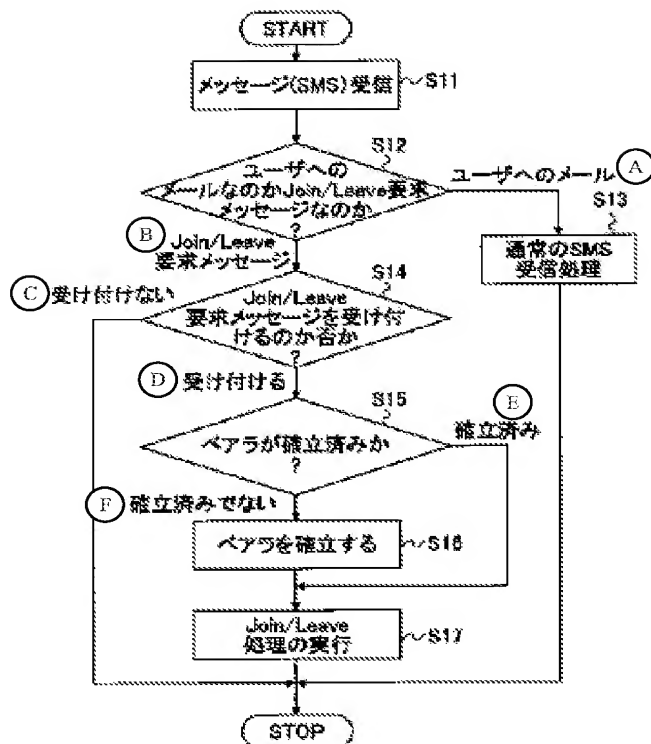 START
メッセージ(SMS)受信
S11
S12
ユーザへの
メールなのかJoin/Leave要求
メッセージなのか
?
ユーザへのメール
A
S13
通常のSMS
受信処理
B
Join/Leave
要求メッセージ
S14
C
受け付けない
Join/Leave
要求メッセージを受け付
けるのか否か
?
D
受け付ける
S15
E
確立済み
ベアラが確立済みか
?
F
確立済みでない
ベアラを確立する
S16
Join/Leave
処理の実行
S17
STOP